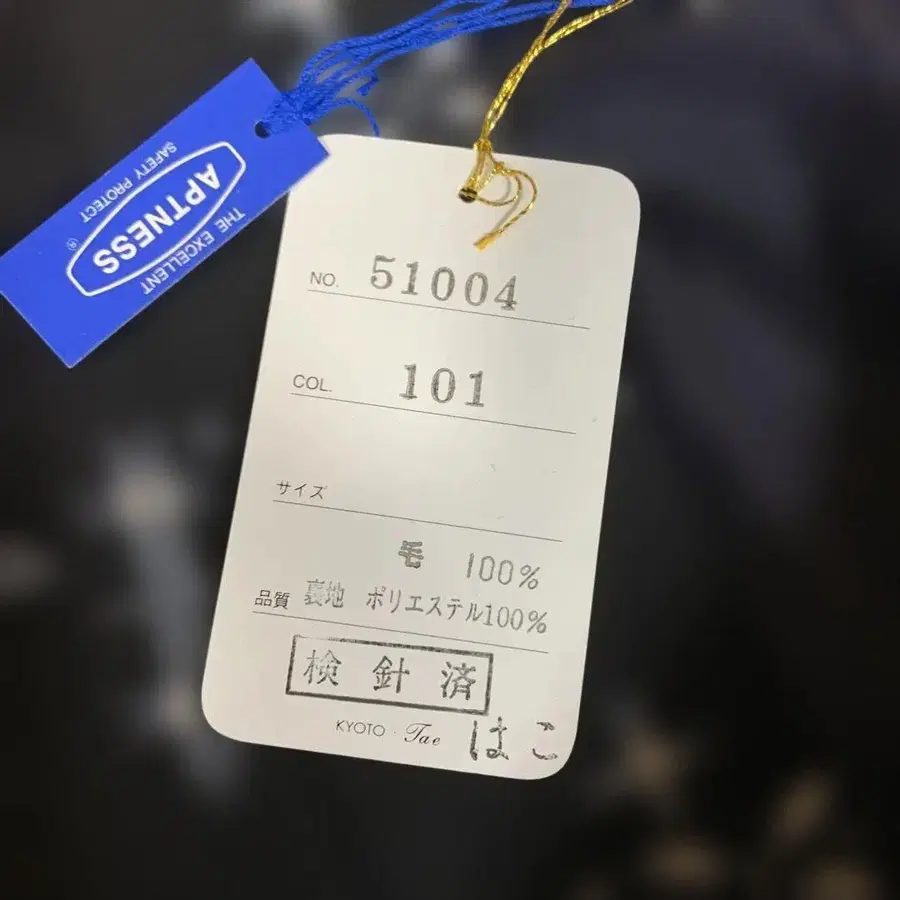 THE EXCELLENT
APTNESS®
SAFETY PROTECT
NO. 51004
COL. 101
サイズ
毛 100%
品質 裏地 ポリエステル100%
検針済
KYOTO・Tae はこ